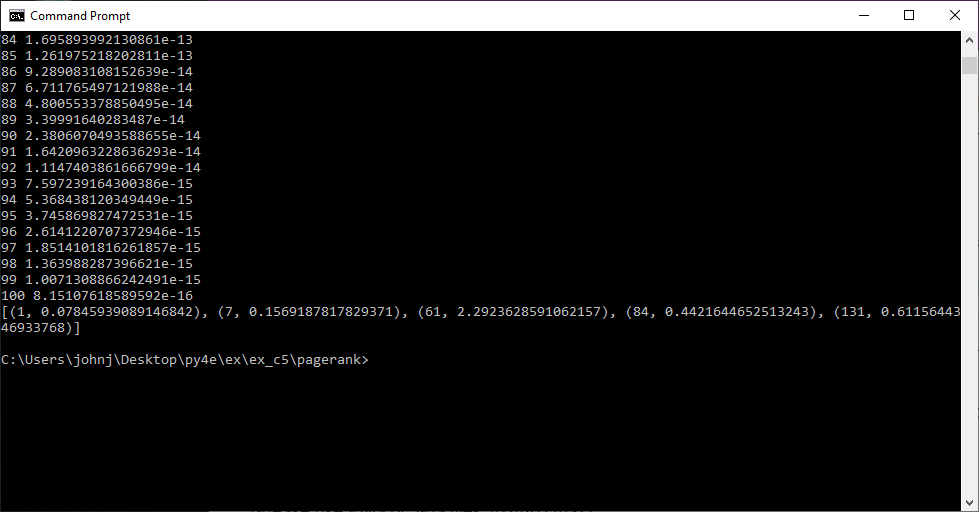 Command Prompt
84 1.695893992130861e-13
85 1.261975218202811e-13
86 9.289083108152639e-14
87 6.711765497121988e-14
88 4.800553378850495e-14
89 3.39991640283487e-14
90 2.3806070493588655e-14
91 1.6420963228636293e-14
92 1.1147403861666799e-14
93 7.597239164300386e-15
94 5.368438120349449e-15
95 3.745869827472531e-15
96 2.6141220707372946e-15
97 1.8514101816261857e-15
98 1.363988287396621e-15
99 1.0071308866242491e-15
100 8.15107618589592e-16
[(1, 0.07845939089146842), (7, 0.1569187817829371), (61, 2.2923628591062157), (84, 0.4421644652513243), (131, 0.61156443
46933768)]
C:\Users\johnj\Desktop\py4e\ex\ex_c5\pagerank>